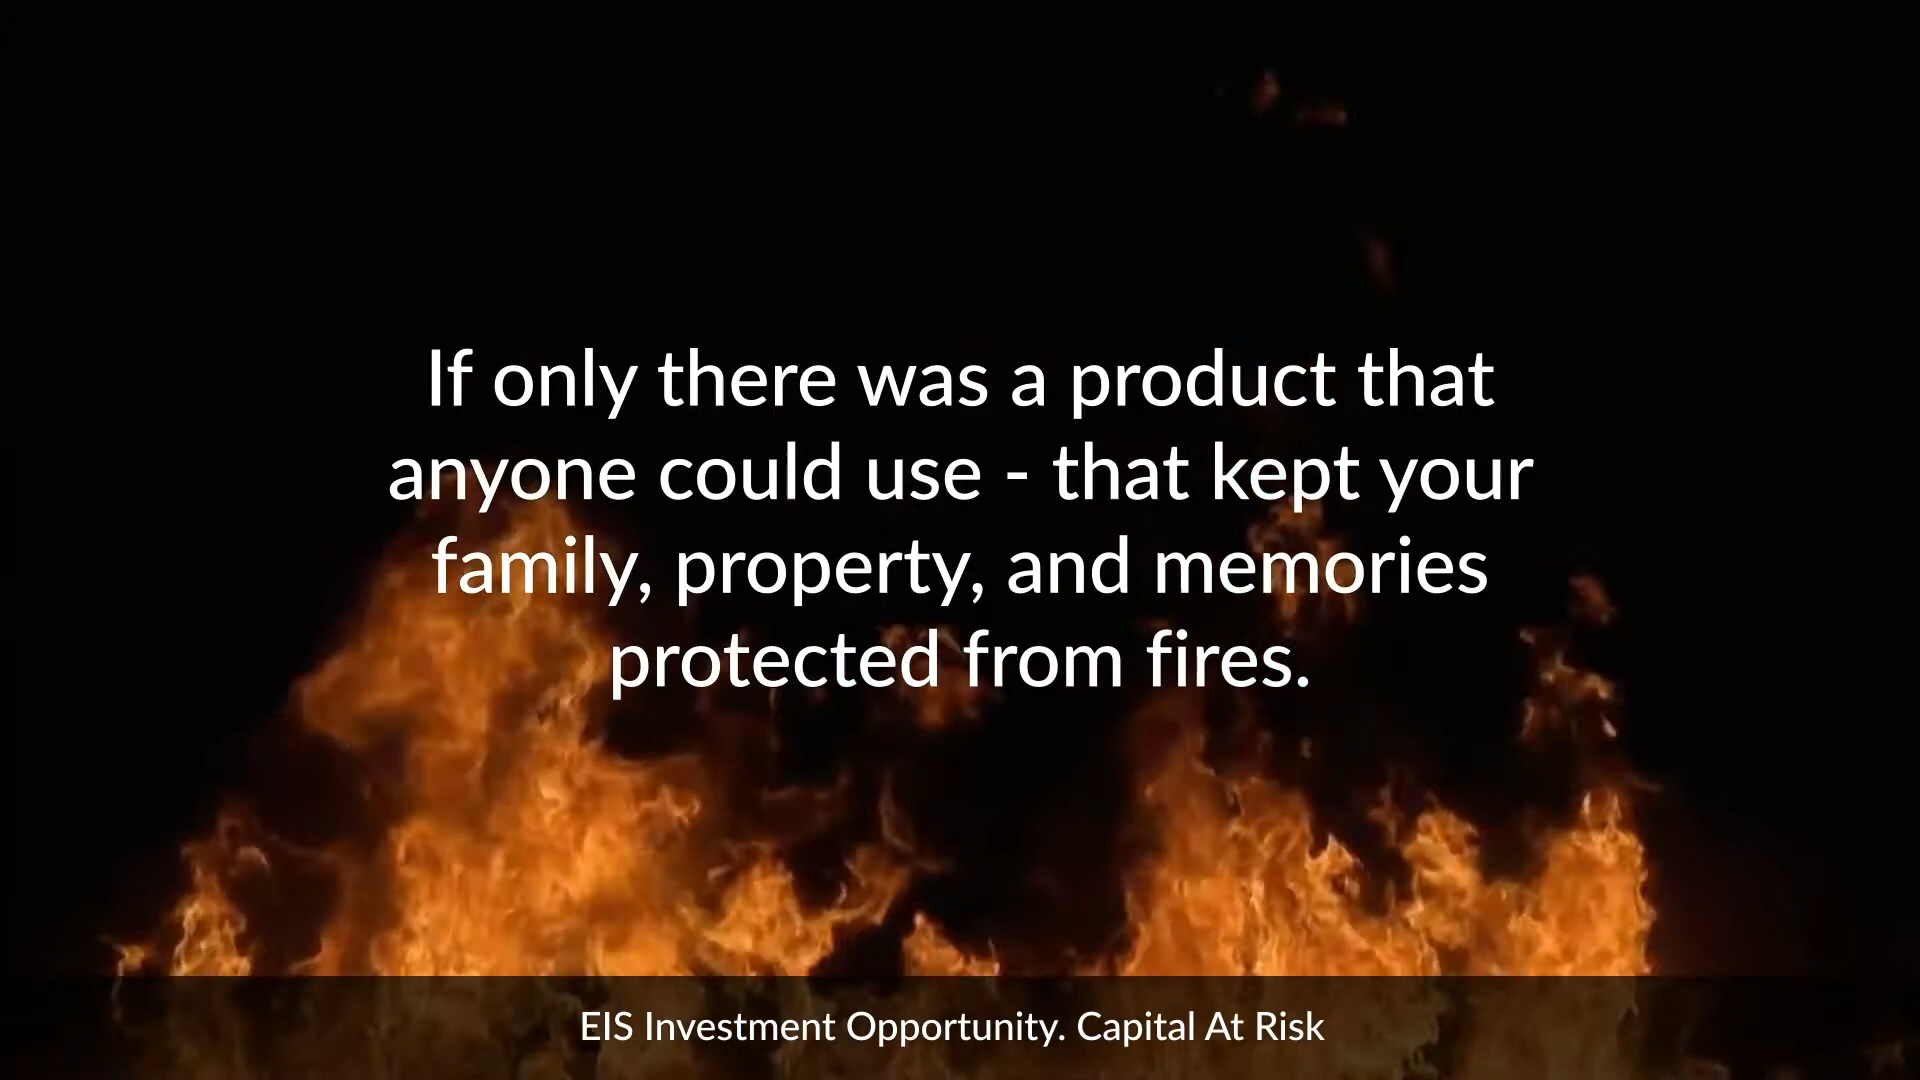 If only there was a product that
anyone could use - that kept your
family, property, and memories
protected from fires.
EIS Investment Opportunity. Capital At Risk